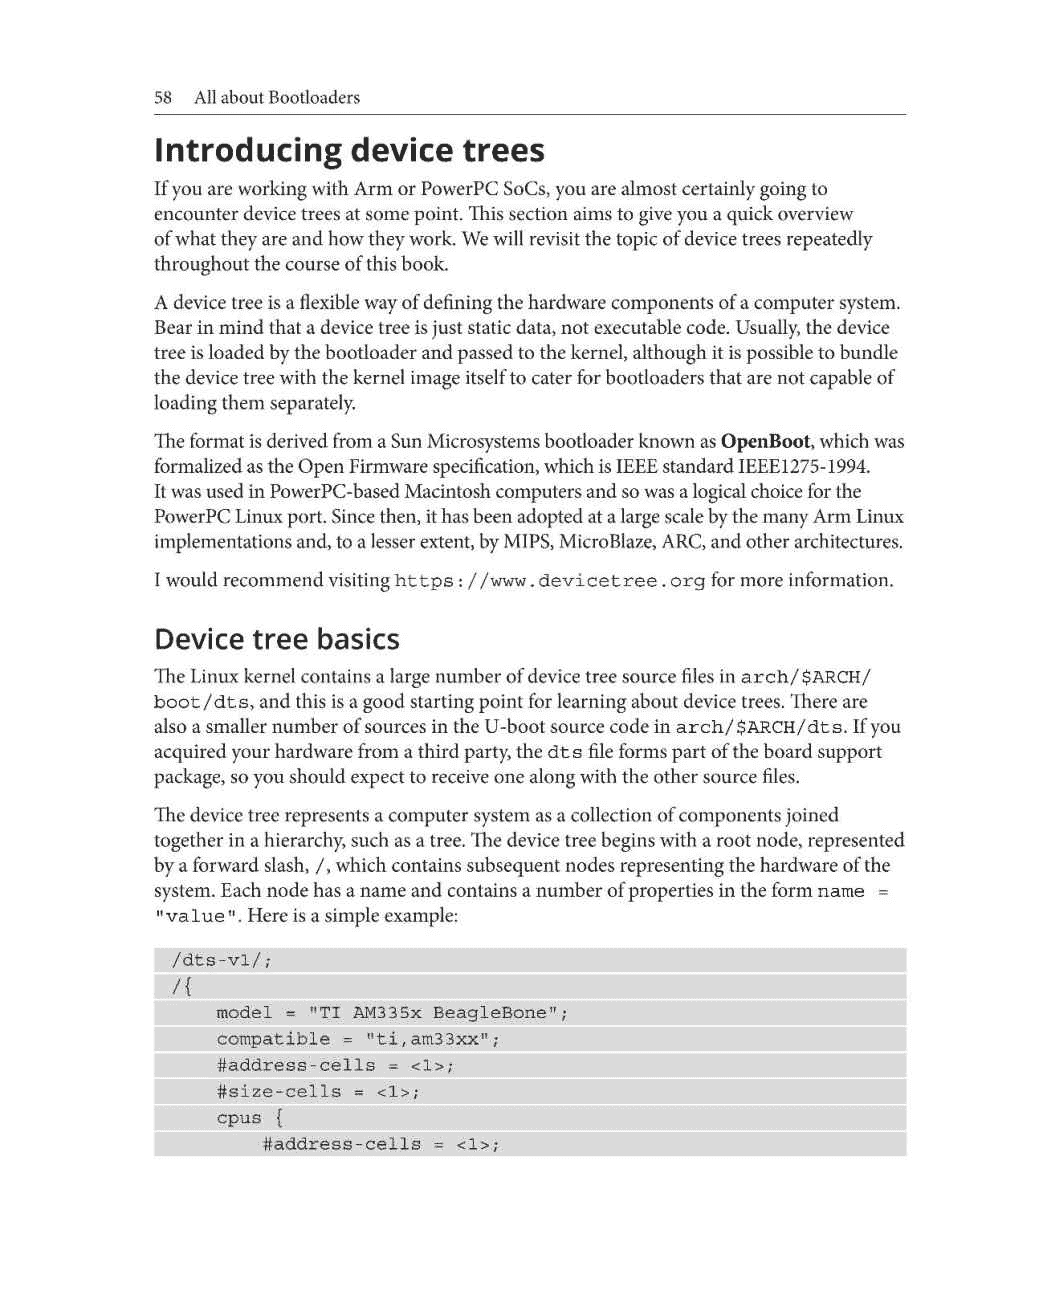 58 All about Bootloaders
Introducing device trees
If you are working with Arm or PowerPC SoCs, you are almost certainly going to
encounter device trees at some point. This section aims to give you a quick overview
of what they are and how they work. We will revisit the topic of device trees repeatedly
throughout the course of this book.
A device tree is a flexible way of defining the hardware components of a computer system.
Bear in mind that a device tree is just static data, not executable code. Usually, the device
tree is loaded by the bootloader and passed to the kernel, although it is possible to bundle
the device tree with the kernel image itself to cater for bootloaders that are not capable of
loading them separately.
The format is derived from a Sun Microsystems bootloader known as OpenBoot, which was
formalized as the Open Firmware specification, which is IEEE standard IEEE1275-1994.
It was used in PowerPC-based Macintosh computers and so was a logical choice for the
PowerPC Linux port. Since then, it has been adopted at a large scale by the many Arm Linux
implementations and, to a lesser extent, by MIPS, MicroBlaze, ARC, and other architectures.
I would recommend visiting https://www.devicetree.org for more information.
Device tree basics
The Linux kernel contains a large number of device tree source files in arch/$ARCH/
boot/dts, and this is a good starting point for learning about device trees. There are
also a smaller number of sources in the U-boot source code in arch/$ARCH/dts. If you
acquired your hardware from a third party, the dts file forms part of the board support
package, so you should expect to receive one along with the other source files.
The device tree represents a computer system as a collection of components joined
together in a hierarchy, such as a tree. The device tree begins with a root node, represented
by a forward slash, /, which contains subsequent nodes representing the hardware of the
system. Each node has a name and contains a number of properties in the form name =
"value". Here is a simple example:
/dts-v1/;
/{
model = "TI AM335x BeagleBone";
compatible = "ti,am33xx";
#address-cells = <1>;
#size-cells = <1>;
cpus {
#address-cells = <1>;